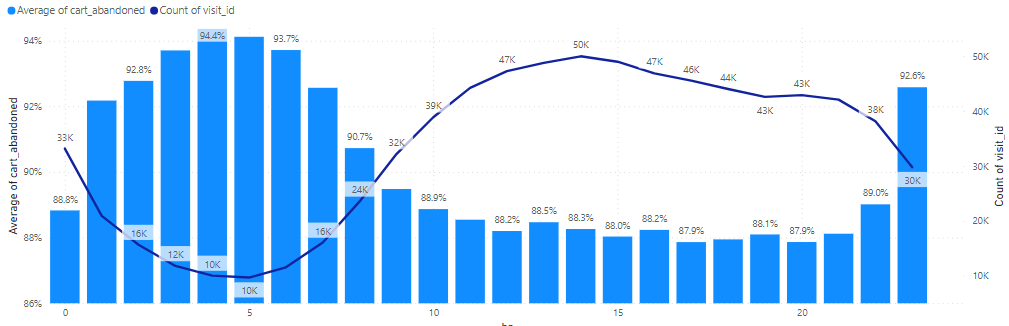 Average of cart_abandoned Count of visit_id
94% 50K
92% 40K
90% 30K
88% 20K
86% 10K
Average of cart_abandoned
Count of visit_id
88.8% 92.8% 94.4% 93.7% 90.7% 88.9% 88.2% 88.5% 88.3% 88.0% 88.2% 87.9% 88.1% 87.9% 89.0% 92.6%
33K 16K 12K 10K 10K 16K 24K 32K 39K 47K 50K 47K 46K 44K 43K 43K 38K 30K
0 5 10 15 20